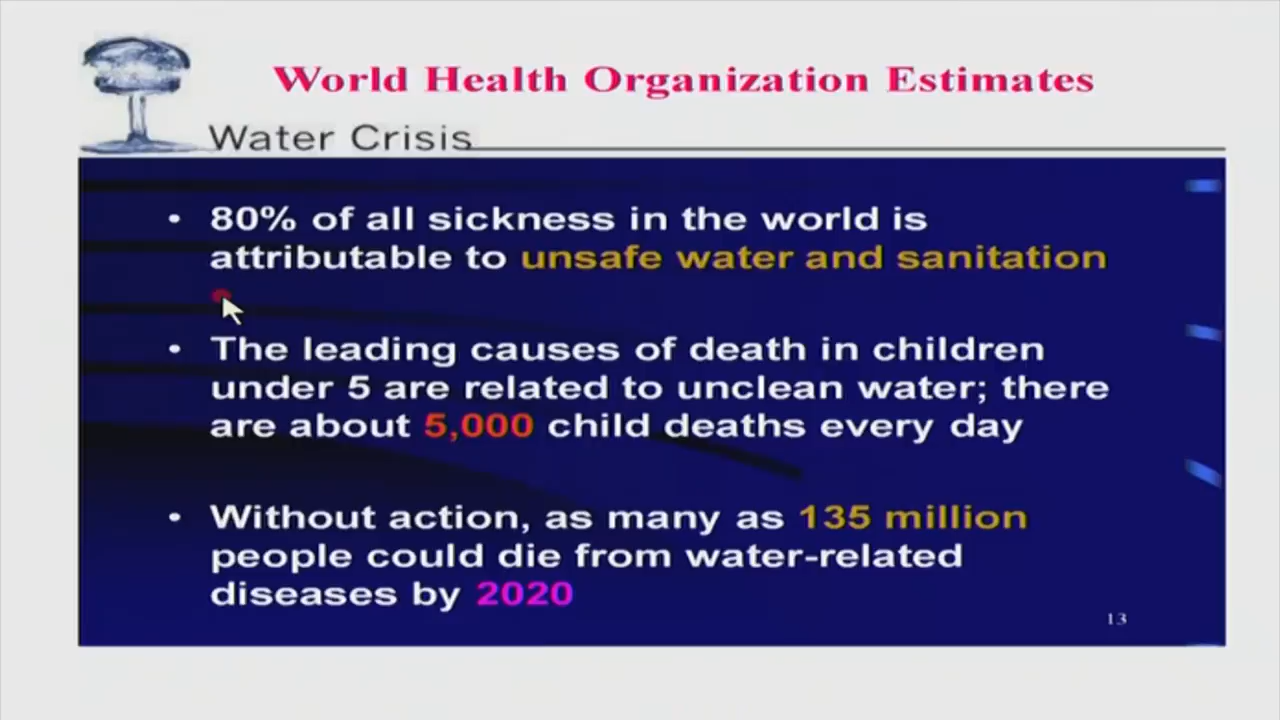 World Health Organization Estimates
Water Crisis
• 80% of all sickness in the world is
attributable to unsafe water and sanitation
• The leading causes of death in children
under 5 are related to unclean water; there
are about 5,000 child deaths every day
• Without action, as many as 135 million
people could die from water-related
diseases by 2020
13